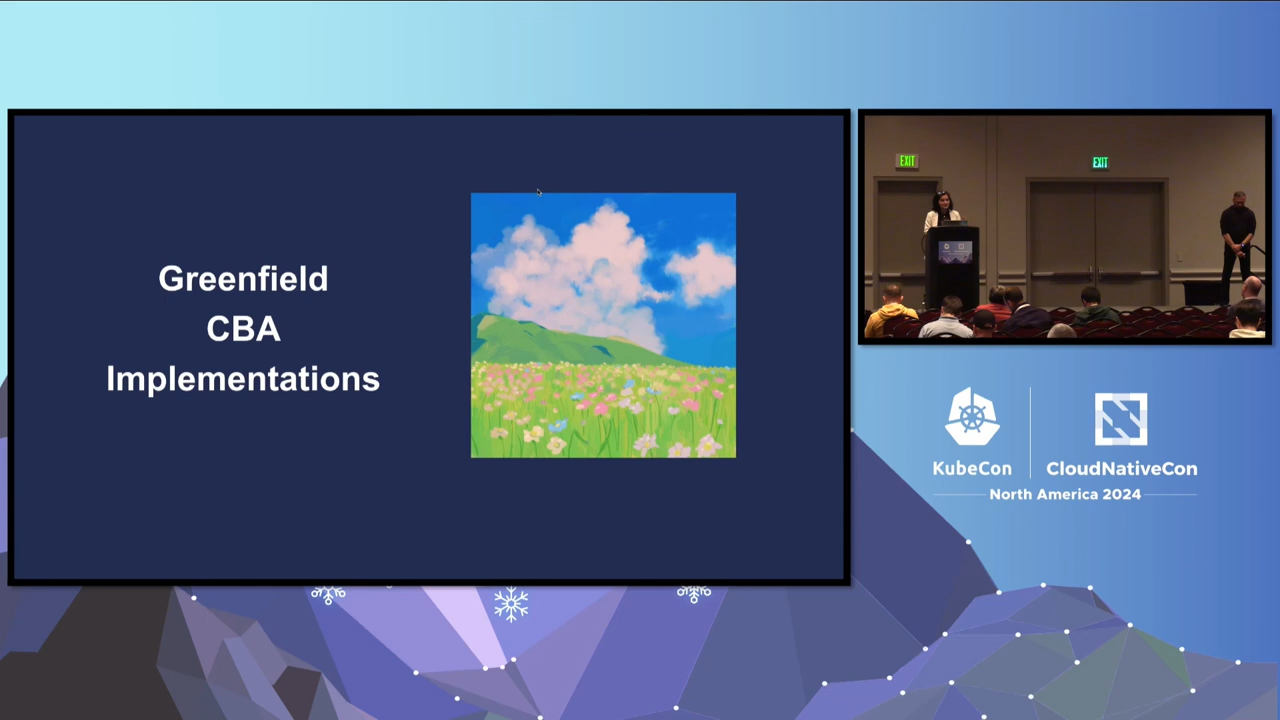 Greenfield
CBA
Implementations
EXIT
EXIT
KubeCon
CloudNativeCon
North America 2024